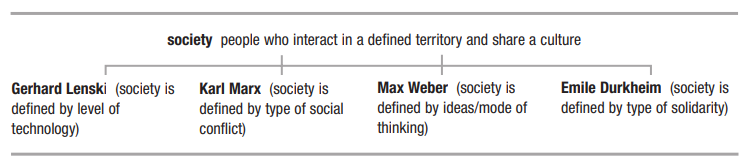 society people who interact in a defined territory and share a culture
Gerhard Lenski (society is
defined by level of
technology)
Karl Marx (society is
defined by type of social
conflict)
Max Weber (society is
defined by ideas/mode of
thinking)
Emile Durkheim (society is
defined by type of solidarity)